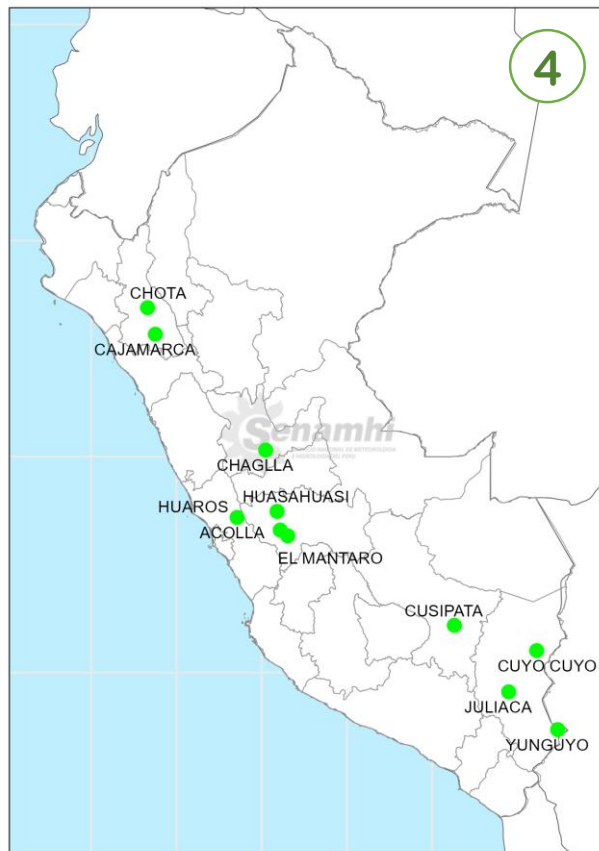 4
CHOTA
CAJAMARCA
Senamhi
CHAGLLA
HUASAHUASI
HUAROS
ACOLLA
EL MANTARO
CUSIPATA
CUYO CUYO
JULIACA
YUNGUYO